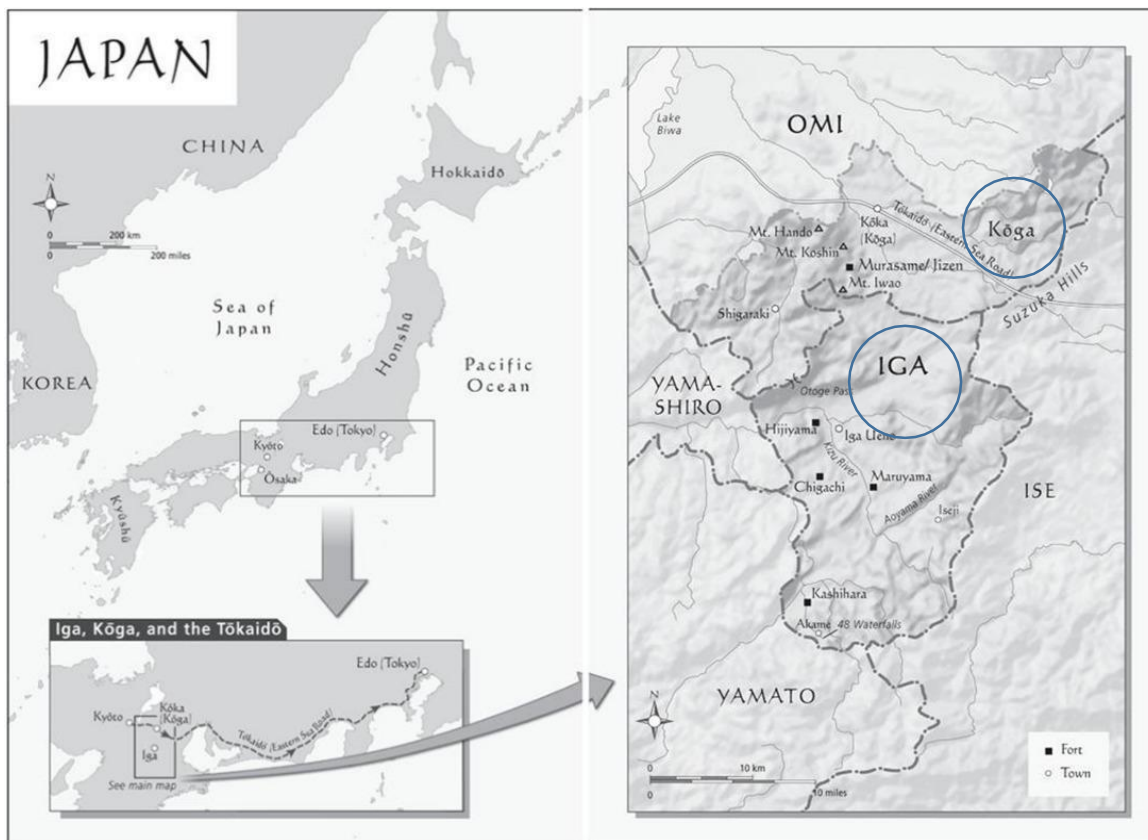 JAPAN
CHINA
Hokkaidō
N
0 200 km
0 200 miles
Sea of
Japan
Honshū
Pacific
Ocean
KOREA
Edo (Tokyo)
Kyōto
Ōsaka
Kyūshū
Iga, Kōga, and the Tōkaidō
Edo (Tokyo)
Kōka
(Kōga)
Kyōto
Tōkaidō (Eastern Sea Road)
Iga
See main map
Lake
Biwa
OMI
Tōkaidō (Eastern Sea Road)
Kōga
Mt. Hando
Kōka
(Kōga)
Mt. Koshin
Murasame/Jizen
Mt. Iwao
Suzuka Hills
Shigaraki
IGA
YAMA-
SHIRO
Otoge Pass
Hijiyama
Iga Ueno
Kizu River
Chigachi
Maruyama
ISE
Aoyama River
Iseji
Kashihara
Akame
48 Waterfalls
YAMATO
N
Fort
Town
0 10 km
0 10 miles